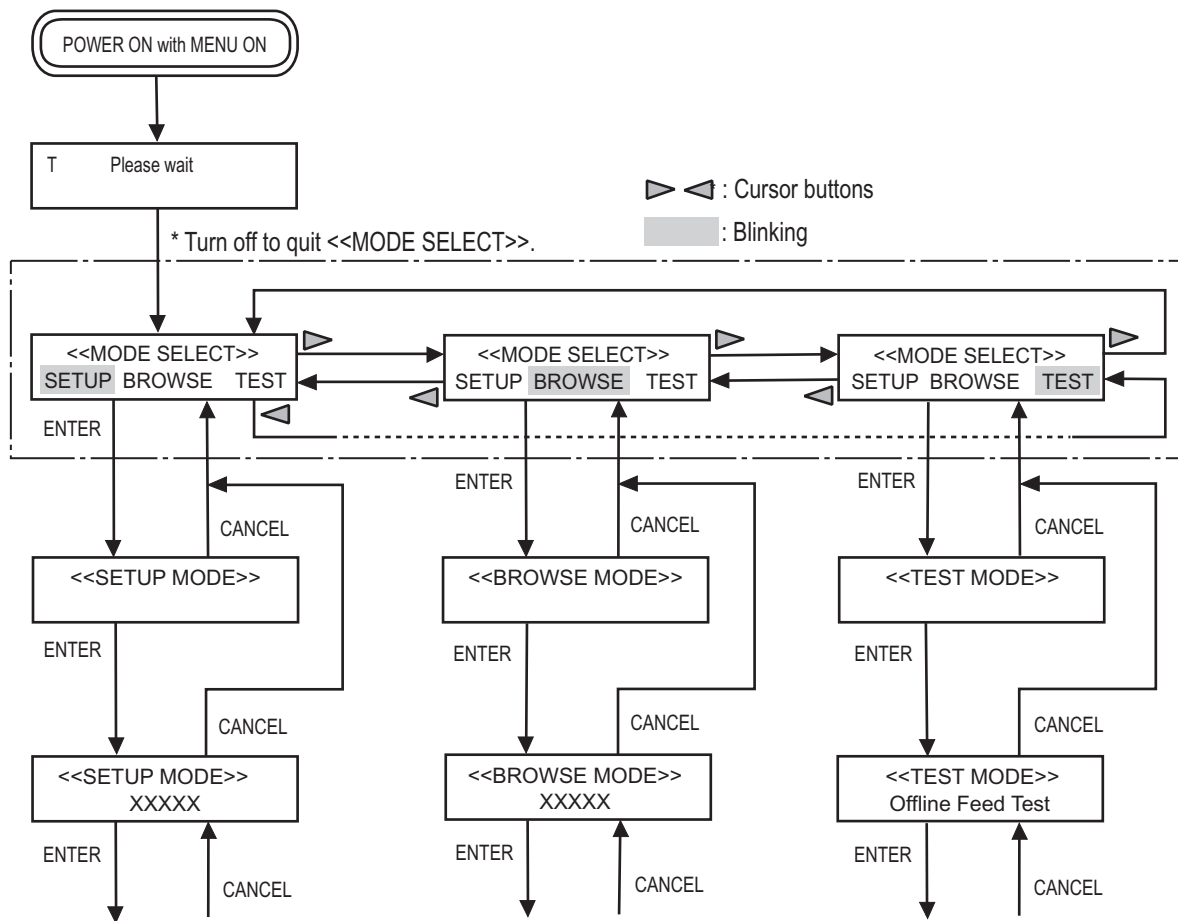 POWER ON with MENU ON
T Please wait
: Cursor buttons
: Blinking
* Turn off to quit <<MODE SELECT>>.
<<MODE SELECT>>
SETUP BROWSE TEST
<<MODE SELECT>>
SETUP BROWSE TEST
<<MODE SELECT>>
SETUP BROWSE TEST
ENTER
ENTER
ENTER
CANCEL
CANCEL
CANCEL
<<SETUP MODE>>
<<BROWSE MODE>>
<<TEST MODE>>
ENTER
ENTER
ENTER
CANCEL
CANCEL
CANCEL
<<SETUP MODE>>
XXXXX
<<BROWSE MODE>>
XXXXX
<<TEST MODE>>
Offline Feed Test
ENTER
ENTER
ENTER
CANCEL
CANCEL
CANCEL